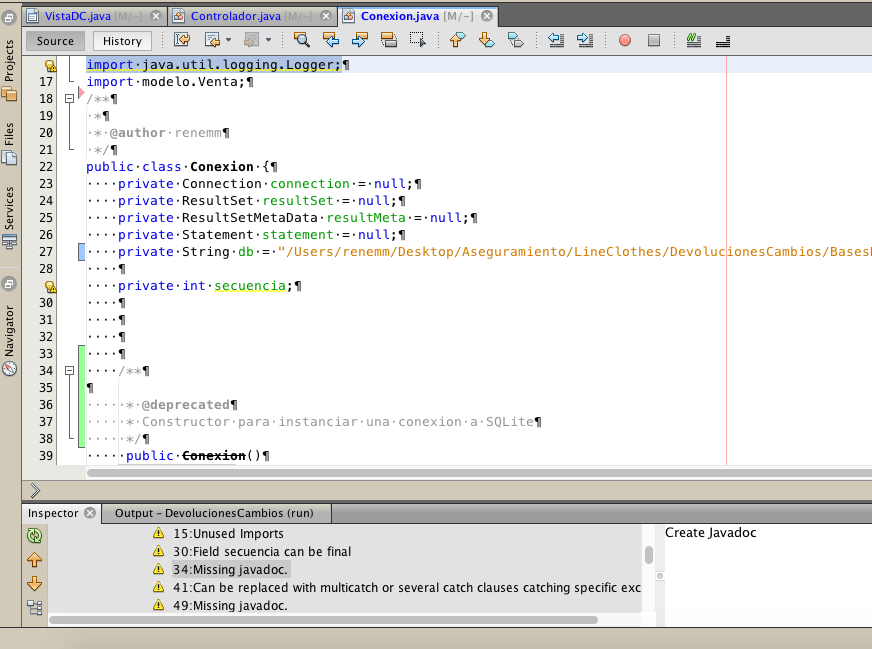 VistaDC.java [M/-]
Controlador.java [M/-]
Conexion.java [M/-]
Source
History
Projects
Files
Services
Navigator
import·java.util.logging.Logger;¶
17 import·modelo.Venta;¶
18 /**¶
19 ·*¶
20 ·*·@author·renemm¶
21 ·*/¶
22 public·class·Conexion·{¶
23 ····private·Connection·connection·=·null;¶
24 ····private·ResultSet·resultSet·=·null;¶
25 ····private·ResultSetMetaData·resultMeta·=·null;¶
26 ····private·Statement·statement·=·null;¶
27 ····private·String·db·=·"/Users/renemm/Desktop/Aseguramiento/LineClothes/DevolucionesCambios/Bases
28 ····¶
····private·int·secuencia;¶
30 ····¶
31 ····¶
32 ····¶
33 ····¶
34 ····/**¶
35 ¶
36 ·····*·@deprecated¶
37 ·····*·Constructor·para·instanciar·una·conexion·a·SQLite¶
38 ·····*/¶
39 ·····public·Conexion()¶
Inspector
Output - DevolucionesCambios (run)
15:Unused Imports
30:Field secuencia can be final
34:Missing javadoc.
41:Can be replaced with multicatch or several catch clauses catching specific exc
49:Missing javadoc.
Create Javadoc